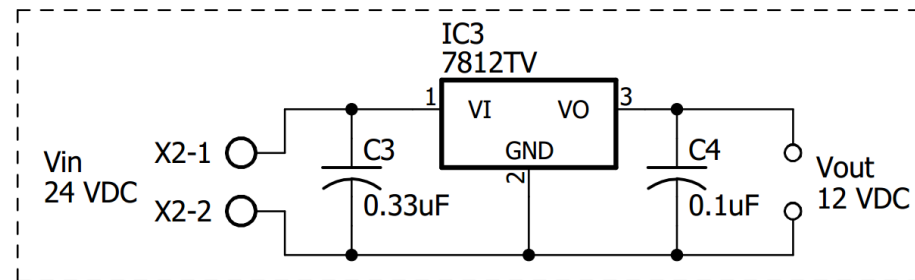 IC3
7812TV
1
VI
VO
3
GND
2
Vin
24 VDC
X2-1
X2-2
C3
0.33uF
C4
0.1uF
Vout
12 VDC